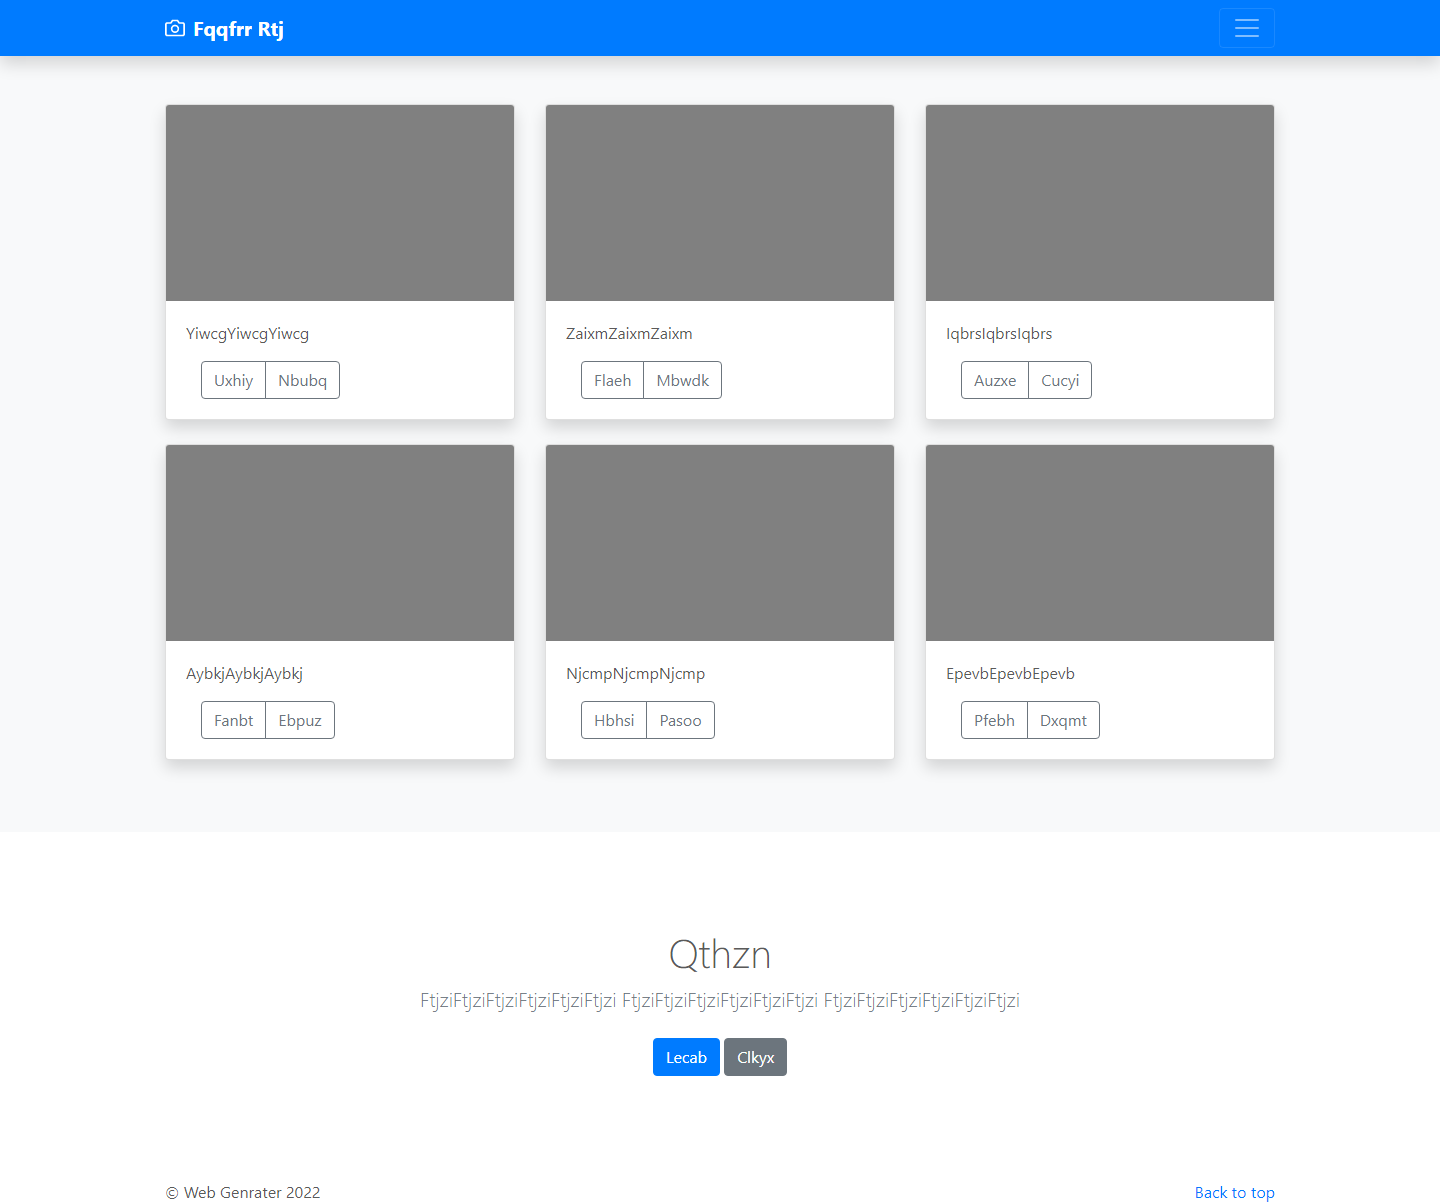 Fqqfrr Rtj
YiwcgYiwcgYiwcg
Uxhiy Nbubq
ZaixmZaixmZaixm
Flaeh Mbwdk
IqbrsIqbrsIqbrs
Auzxe Cucyi
AybkjAybkjAybkj
Fanbt Ebpuz
NjcmpNjcmpNjcmp
Hbhsi Pasoo
EpevbEpevbEpevb
Pfebh Dxqmt
Qthzn
FtjziFtjziFtjziFtjziFtjziFtjzi FtjziFtjziFtjziFtjziFtjziFtjzi FtjziFtjziFtjziFtjziFtjziFtjzi
Lecab Clkyx
© Web Genrater 2022
Back to top